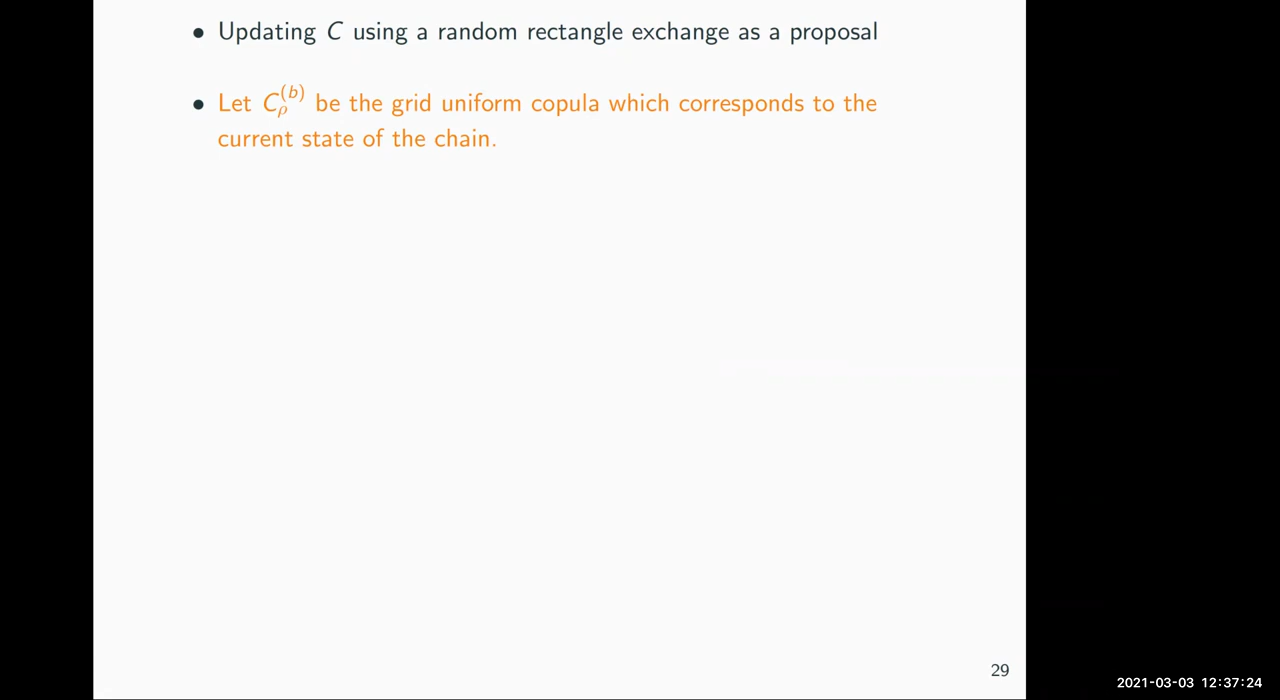 • Updating C using a random rectangle exchange as a proposal
• Let C_ρ^(b) be the grid uniform copula which corresponds to the
current state of the chain.
29
2021-03-03 12:37:24